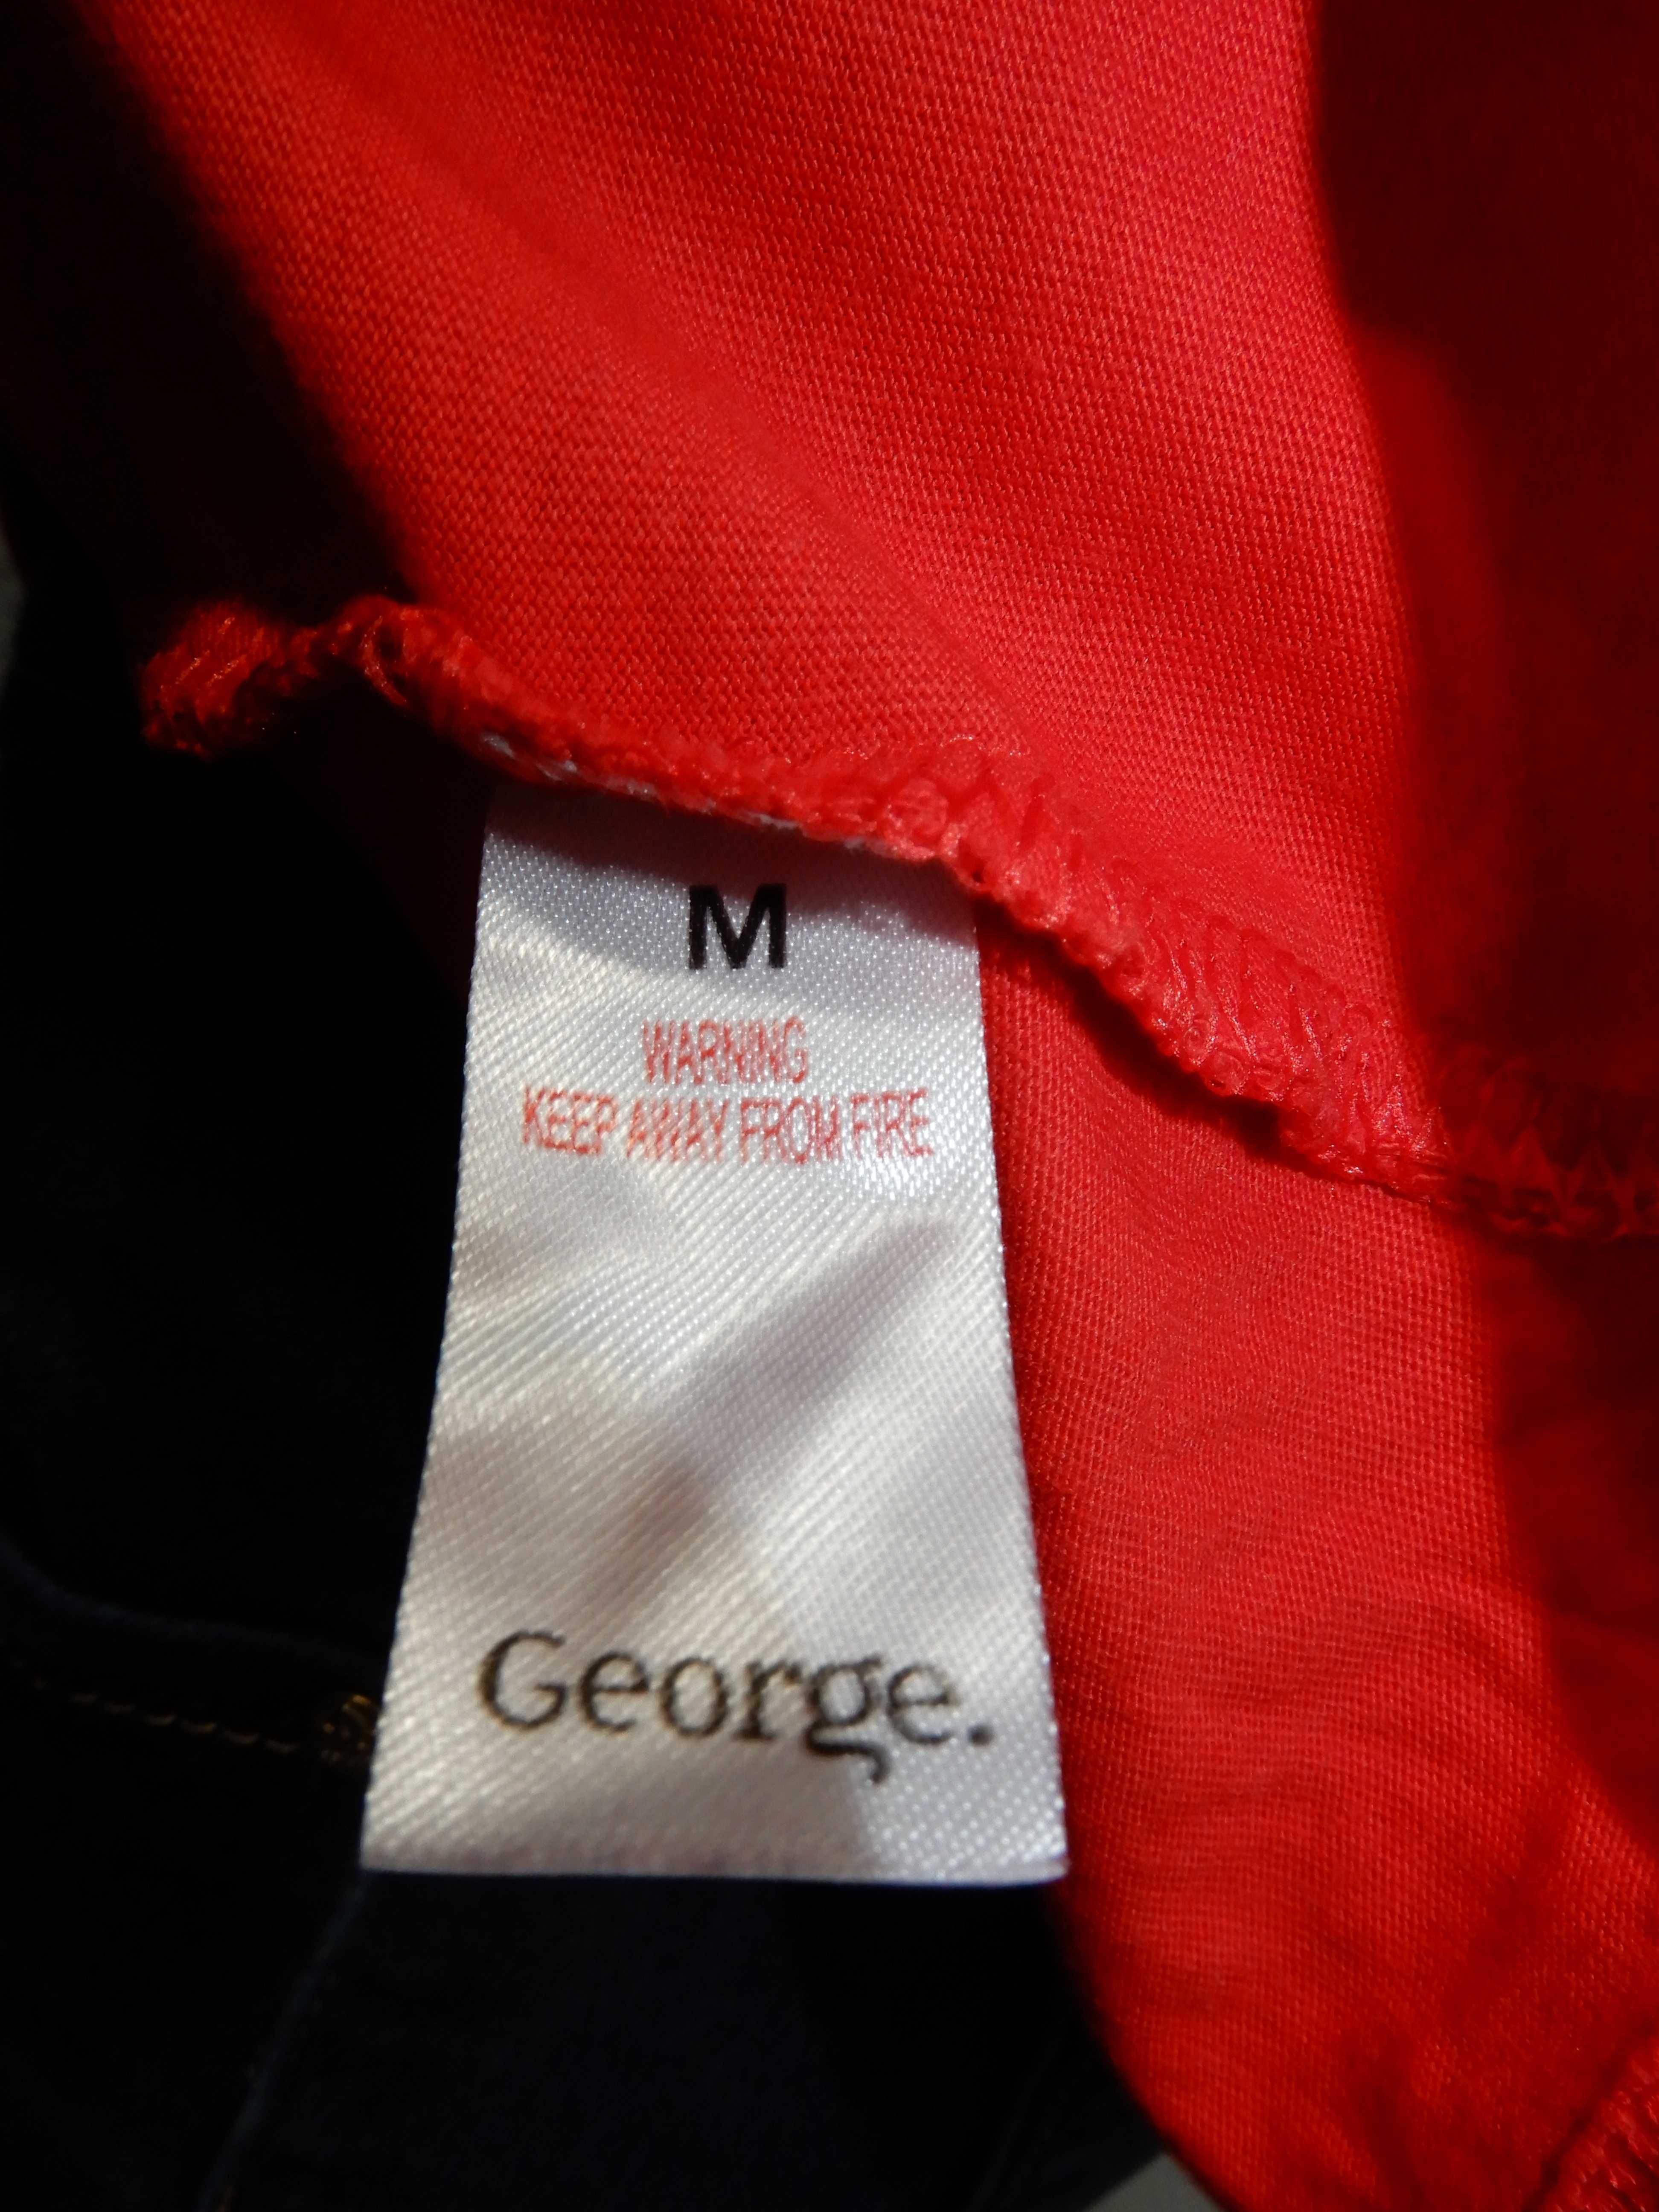 M
WARNING
KEEP AWAY FROM FIRE
George.